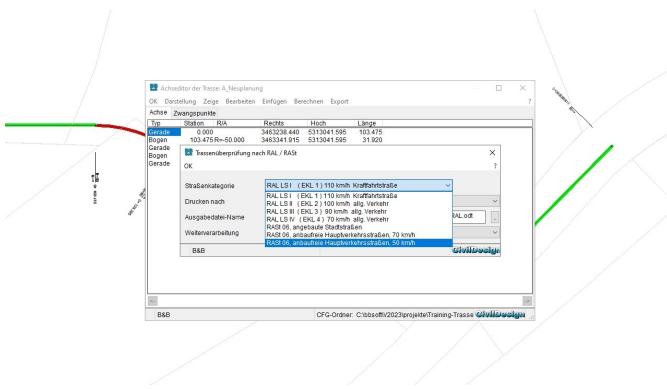 Achseditor der Trasse: A_Neuplanung
OK Darstellung Zeige Bearbeiten Einfügen Berechnen Export ?
Achse Zwangspunkte
Typ Station R/A Rechts Hoch Länge
Gerade 0.000 3463238.440 5313041.595 103.475
Bogen 103.475 R=-50.000 3463341.915 5313041.595 31.920
Gerade
Bogen
Gerade
Trassenüberprüfung nach RAL / RASt
OK ?
Straßenkategorie RAL LS I ( EKL 1 ) 110 km/h Kraftfahrtstraße
RAL LS I ( EKL 1 ) 110 km/h Kraftfahrtstraße
Drucken nach RAL LS II ( EKL 2 ) 100 km/h allg. Verkehr
RAL LS III ( EKL 3 ) 90 km/h allg. Verkehr
Ausgabedatei-Name RAL LS IV ( EKL 4 ) 70 km/h allg. Verkehr RAL.odt ...
RASt 06, angebaute Stadtstraßen
Weiterverarbeitung RASt 06, anbaufreie Hauptverkehrsstraßen, 70 km/h
RASt 06, anbaufreie Hauptverkehrsstraßen, 50 km/h
B&B CivilDesign
B&B CFG-Ordner: C:\bbsoft\V2023\projekte\Training-Trasse CivilDesign